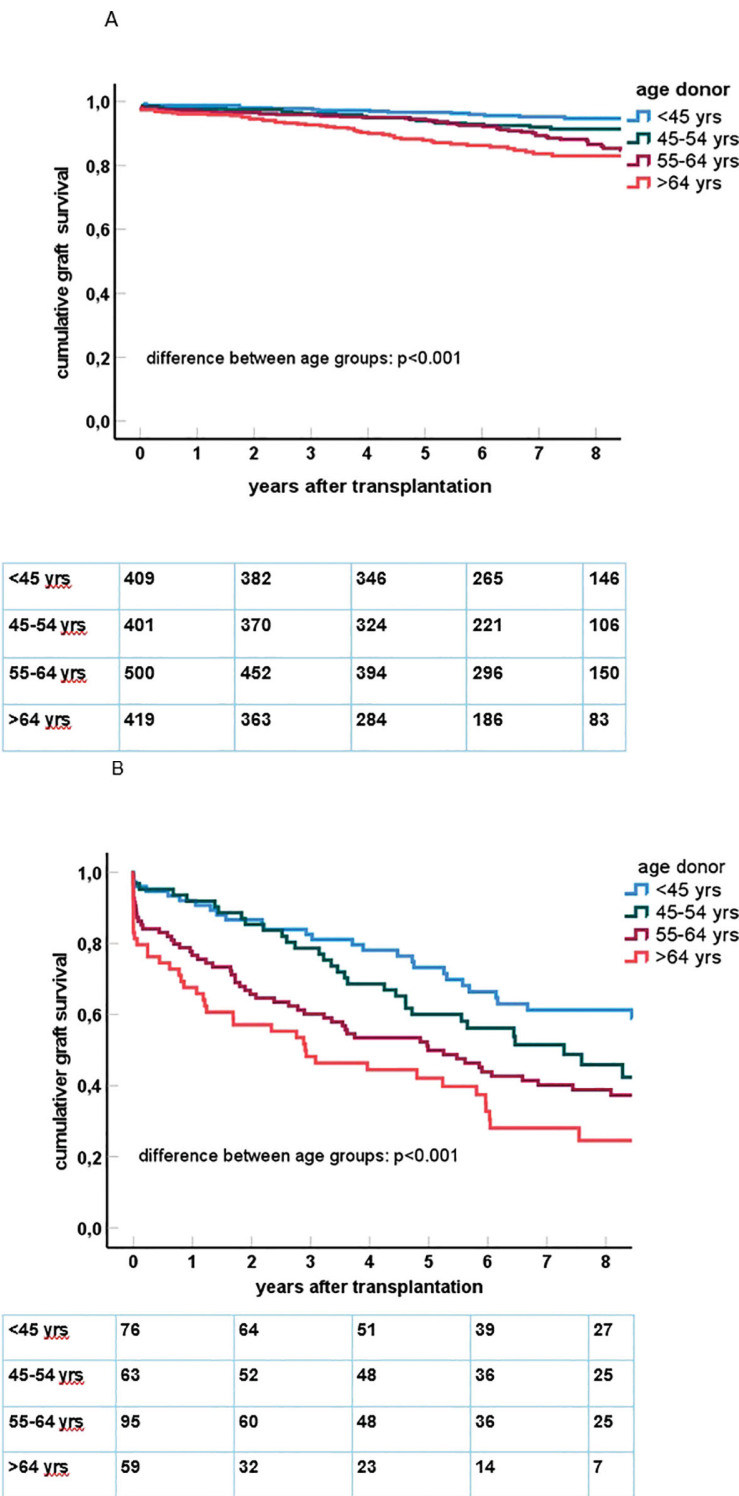 A
age donor
<45 yrs
45-54 yrs
55-64 yrs
>64 yrs
1,0
0,8
0,6
0,4
0,2
0,0
cumulative graft survival
difference between age groups: p<0.001
0 1 2 3 4 5 6 7 8
years after transplantation
<45 yrs 409 382 346 265 146
45-54 yrs 401 370 324 221 106
55-64 yrs 500 452 394 296 150
>64 yrs 419 363 284 186 83
B
age donor
<45 yrs
45-54 yrs
55-64 yrs
>64 yrs
1,0
0,8
0,6
0,4
0,2
0,0
cumulativer graft survival
difference between age groups: p<0.001
0 1 2 3 4 5 6 7 8
years after transplantation
<45 yrs 76 64 51 39 27
45-54 yrs 63 52 48 36 25
55-64 yrs 95 60 48 36 25
>64 yrs 59 32 23 14 7